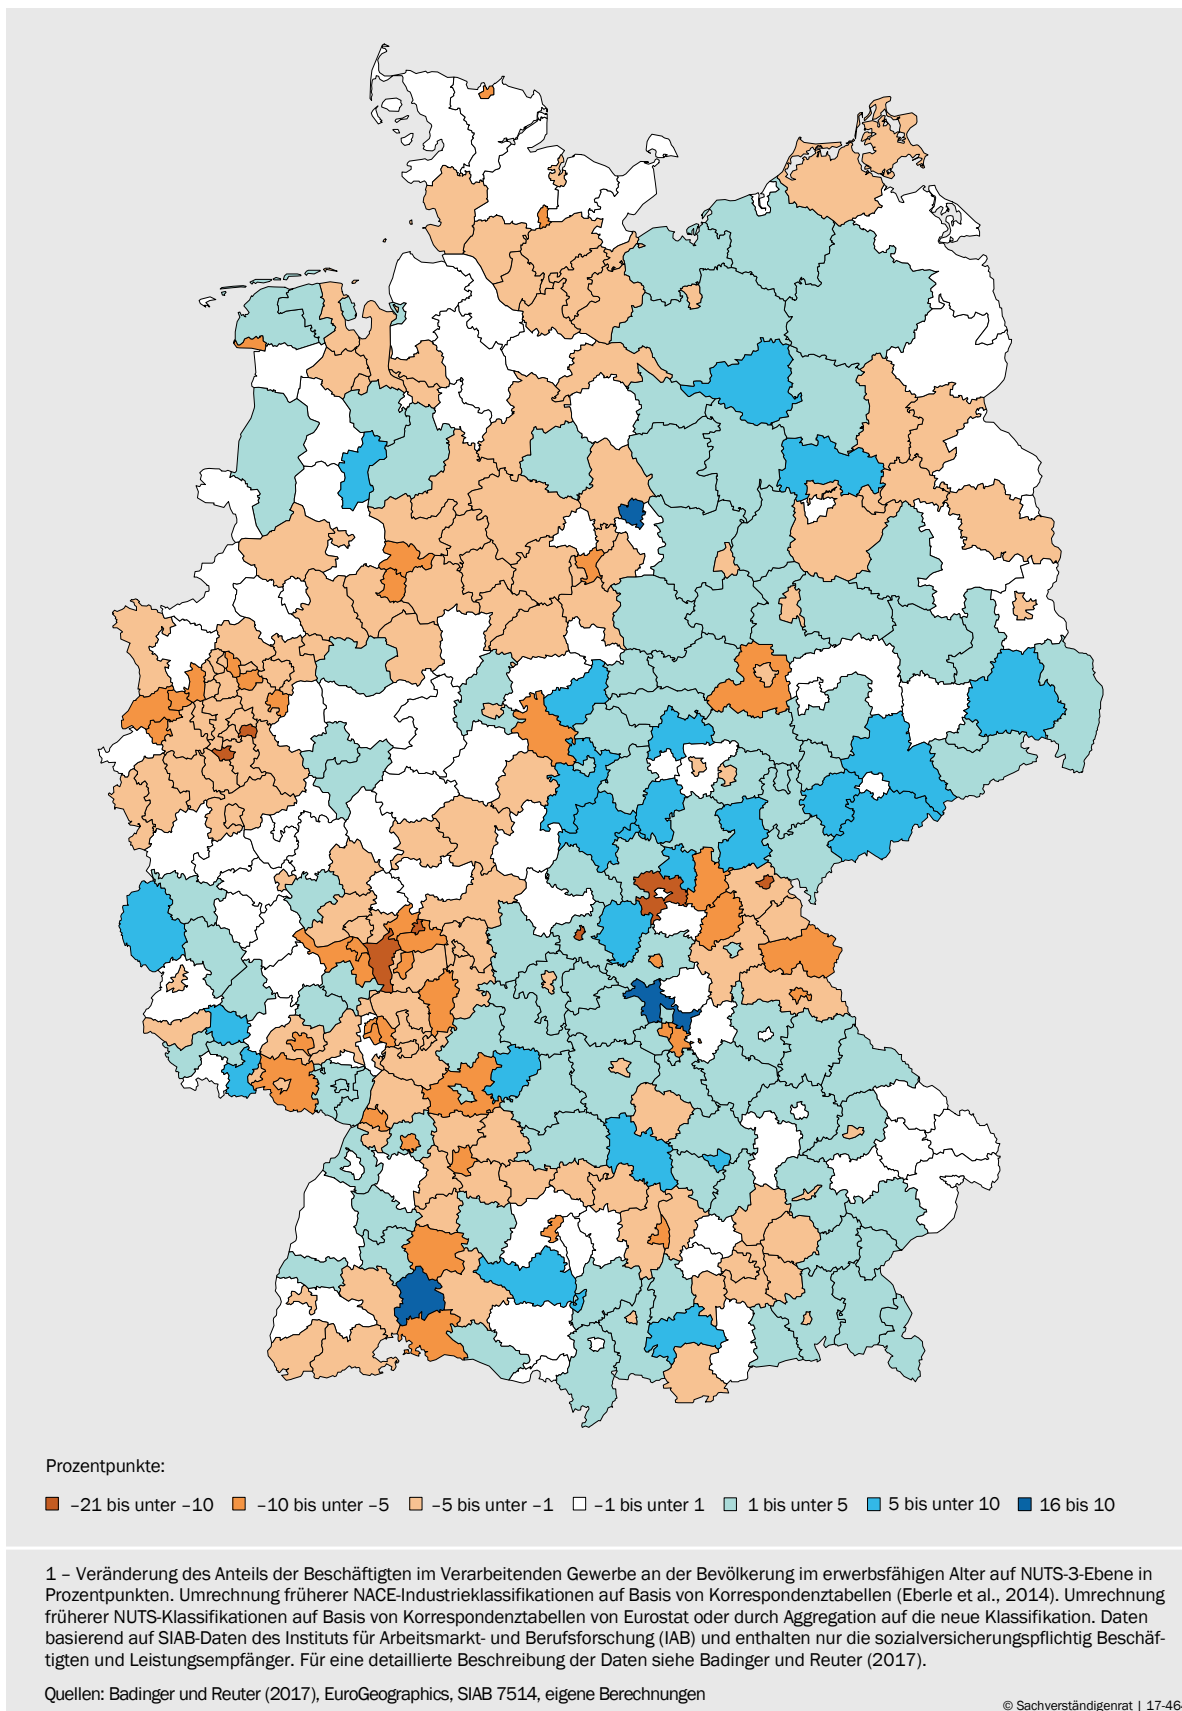 Prozentpunkte:
–21 bis unter –10 –10 bis unter –5 –5 bis unter –1 –1 bis unter 1 1 bis unter 5 5 bis unter 10 16 bis 10
1 – Veränderung des Anteils der Beschäftigten im Verarbeitenden Gewerbe an der Bevölkerung im erwerbsfähigen Alter auf NUTS-3-Ebene in
Prozentpunkten. Umrechnung früherer NACE-Industrieklassifikationen auf Basis von Korrespondenztabellen (Eberle et al., 2014). Umrechnung
früherer NUTS-Klassifikationen auf Basis von Korrespondenztabellen von Eurostat oder durch Aggregation auf die neue Klassifikation. Daten
basierend auf SIAB-Daten des Instituts für Arbeitsmarkt- und Berufsforschung (IAB) und enthalten nur die sozialversicherungspflichtig Beschäf-
tigten und Leistungsempfänger. Für eine detaillierte Beschreibung der Daten siehe Badinger und Reuter (2017).
Quellen: Badinger und Reuter (2017), EuroGeographics, SIAB 7514, eigene Berechnungen
© Sachverständigenrat | 17-464